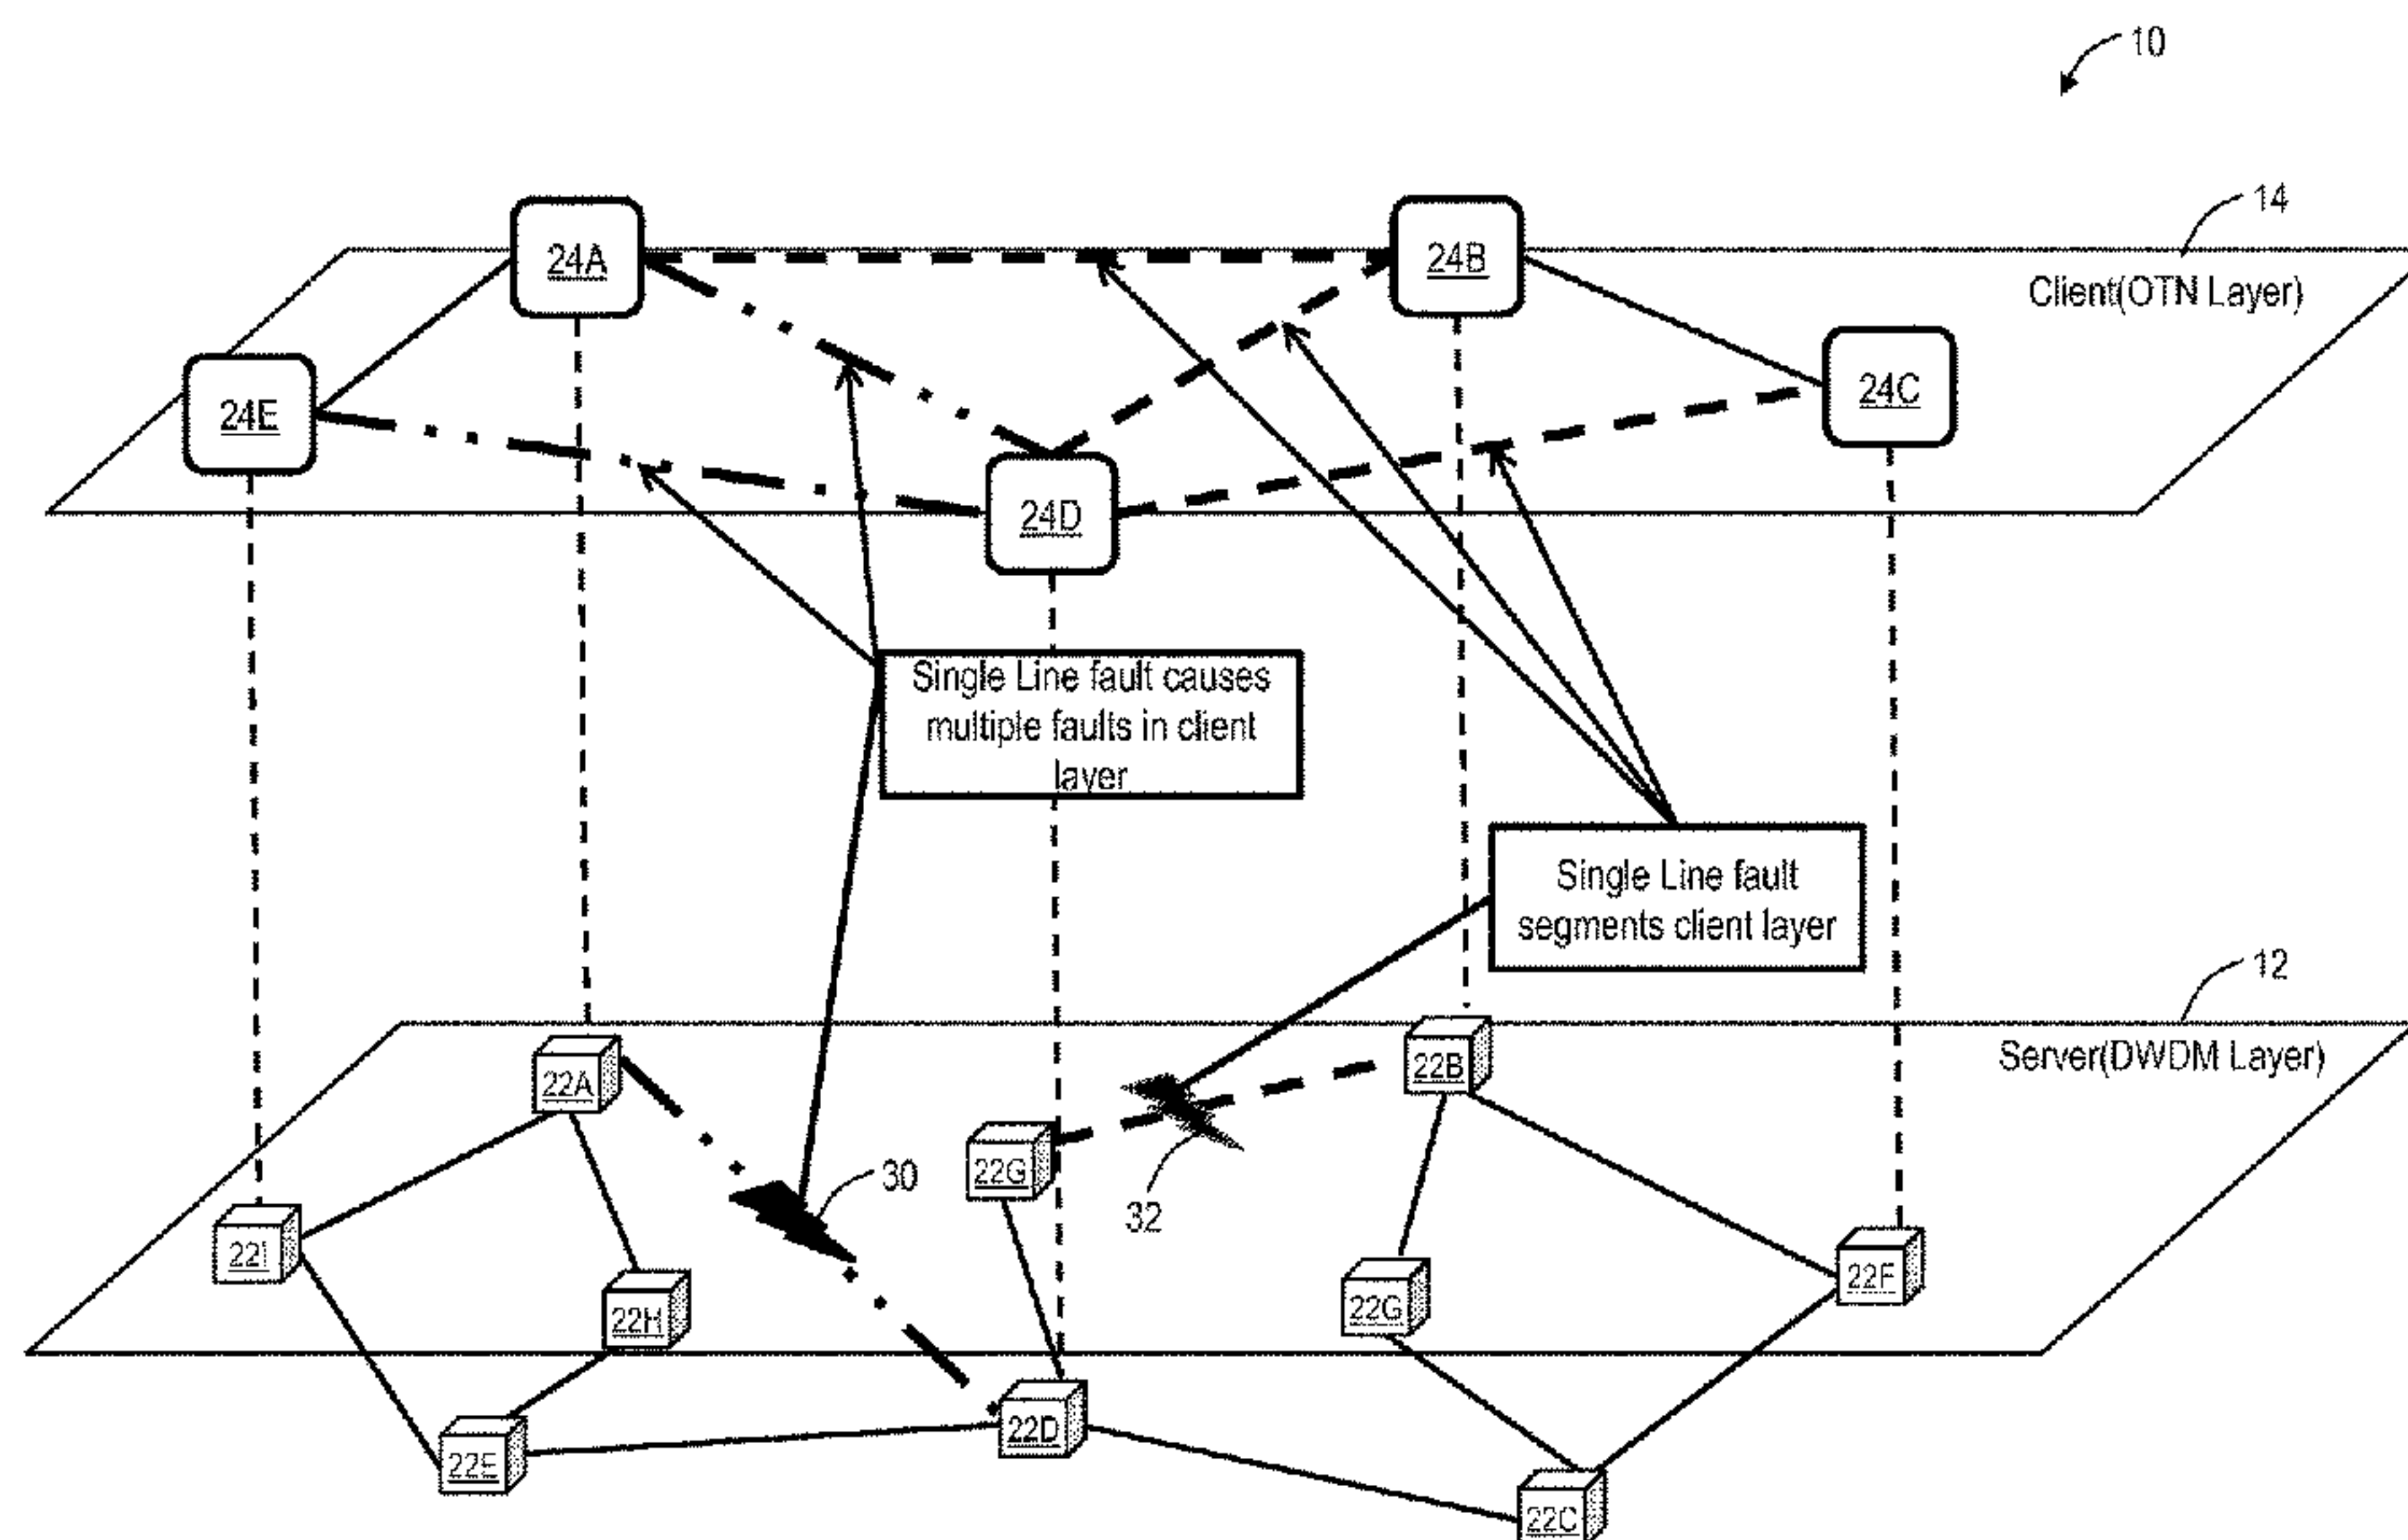 10
14
24A
24B
Client(OTN Layer)
24E
24C
24D
Single Line fault causes
multiple faults in client
layer
Single Line fault
segments client layer
12
22A
22B
Server(DWDM Layer)
22G
30
32
22I
22H
22G
22F
22E
22D
22C